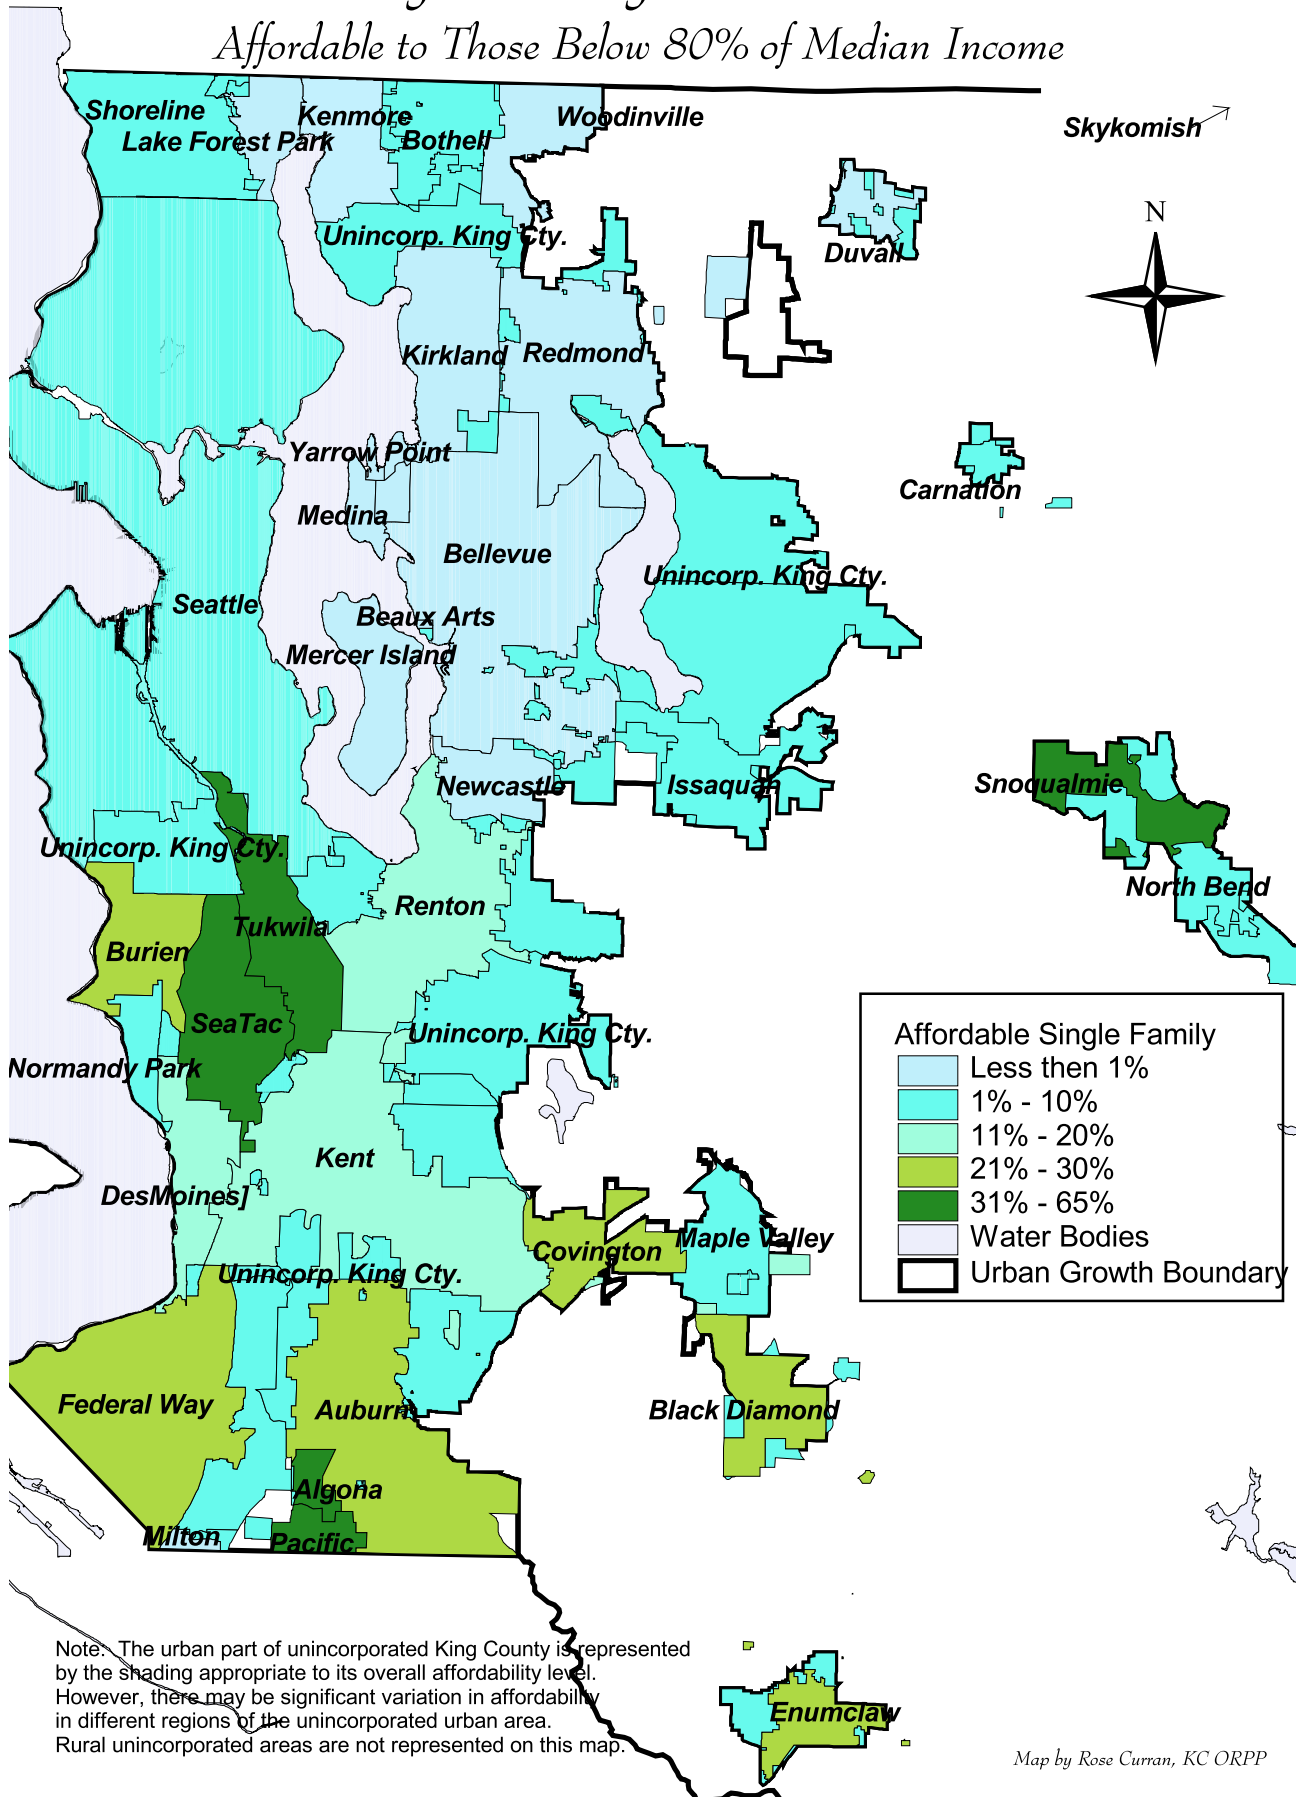 Affordable to Those Below 80% of Median Income
Shoreline
Kenmore
Woodinville
Lake Forest Park
Bothell
Skykomish
N
Unincorp. King Cty.
Duvall
Kirkland
Redmond
Yarrow Point
Carnation
Medina
Bellevue
Unincorp. King Cty.
Seattle
Beaux Arts
Mercer Island
Newcastle
Issaquah
Snoqualmie
Unincorp. King Cty.
North Bend
Renton
Tukwila
Burien
SeaTac
Unincorp. King Cty.
Normandy Park
Affordable Single Family
Less then 1%
1% - 10%
11% - 20%
21% - 30%
31% - 65%
Water Bodies
Urban Growth Boundary
Kent
DesMoines]
Maple Valley
Covington
Unincorp. King Cty.
Federal Way
Auburn
Black Diamond
Algona
Milton
Pacific
Note: The urban part of unincorporated King County is represented
by the shading appropriate to its overall affordability level.
However, there may be significant variation in affordability
in different regions of the unincorporated urban area.
Rural unincorporated areas are not represented on this map.
Enumclaw
Map by Rose Curran, KC ORPP